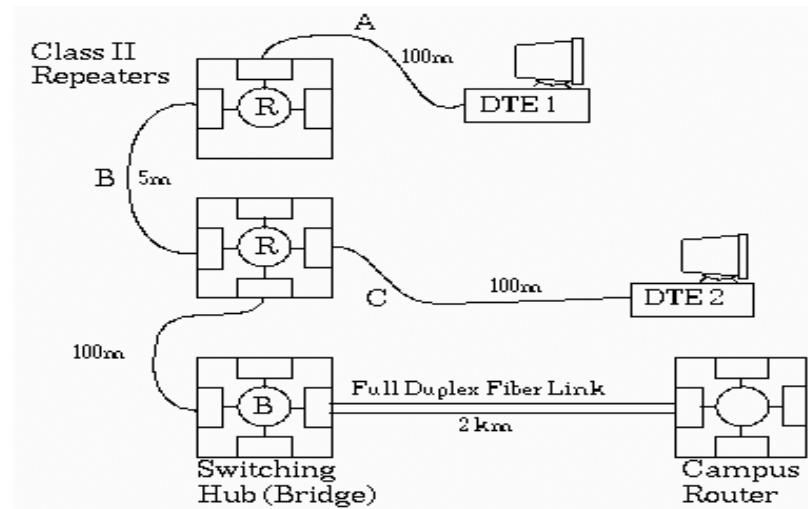 A
Class II
Repeaters
100m
R
DTE 1
B
5m
R
100m
C
DTE 2
100m
Full Duplex Fiber Link
B
2 km
Switching
Hub (Bridge)
Campus
Router